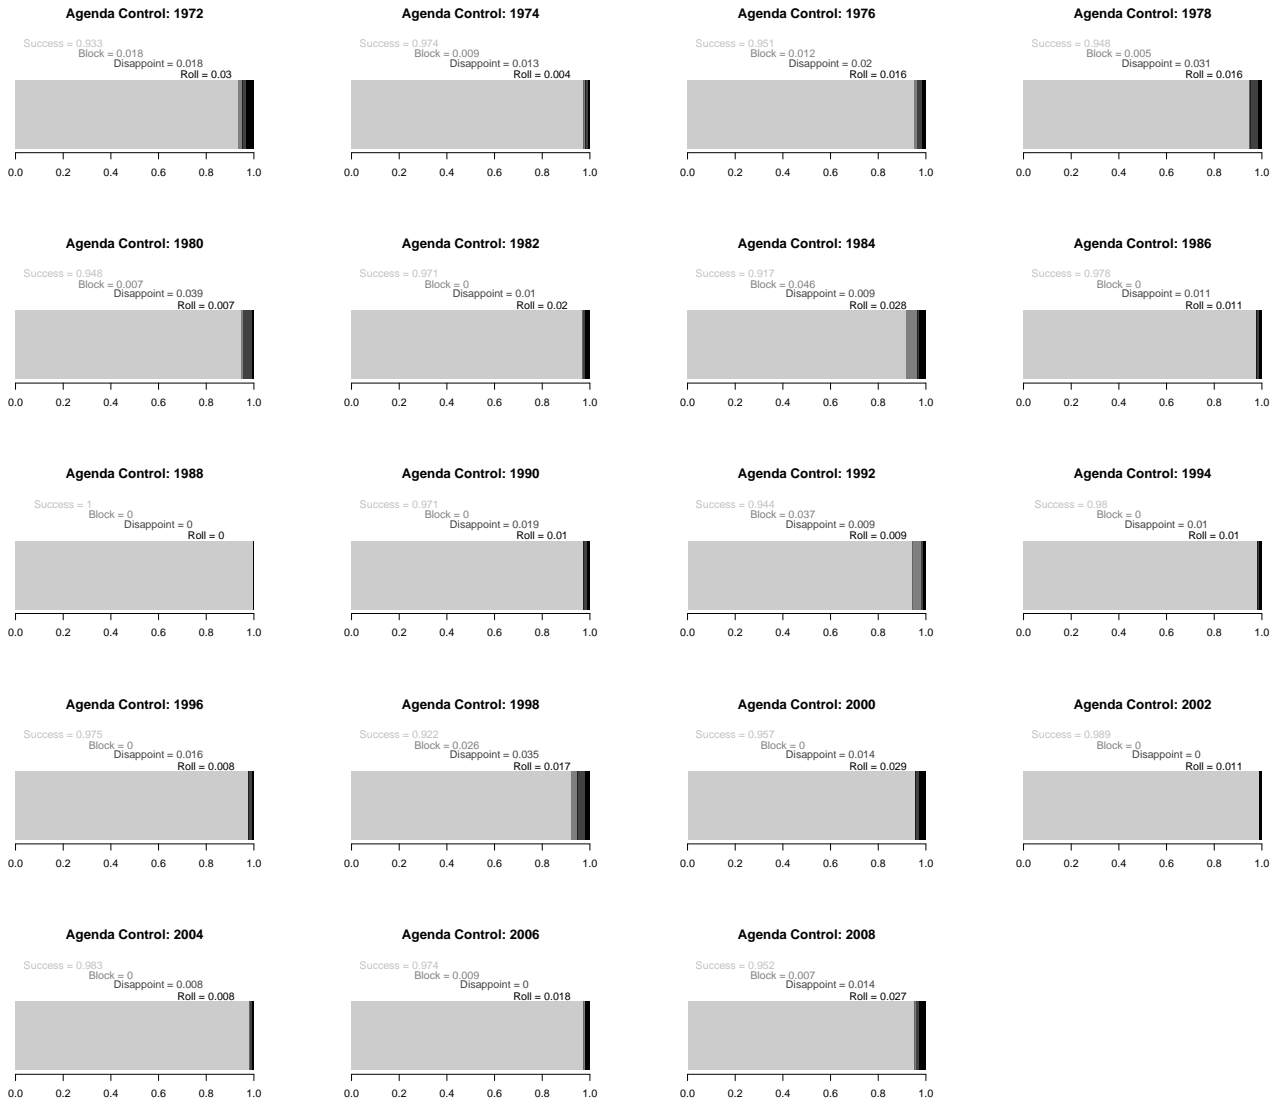 Agenda Control: 1972
Success = 0.933
Block = 0.018
Disappoint = 0.018
Roll = 0.03
0.0 0.2 0.4 0.6 0.8 1.0
Agenda Control: 1974
Success = 0.974
Block = 0.009
Disappoint = 0.013
Roll = 0.004
0.0 0.2 0.4 0.6 0.8 1.0
Agenda Control: 1976
Success = 0.951
Block = 0.012
Disappoint = 0.02
Roll = 0.016
0.0 0.2 0.4 0.6 0.8 1.0
Agenda Control: 1978
Success = 0.948
Block = 0.005
Disappoint = 0.031
Roll = 0.016
0.0 0.2 0.4 0.6 0.8 1.0
Agenda Control: 1980
Success = 0.948
Block = 0.007
Disappoint = 0.039
Roll = 0.007
0.0 0.2 0.4 0.6 0.8 1.0
Agenda Control: 1982
Success = 0.971
Block = 0
Disappoint = 0.01
Roll = 0.02
0.0 0.2 0.4 0.6 0.8 1.0
Agenda Control: 1984
Success = 0.917
Block = 0.046
Disappoint = 0.009
Roll = 0.028
0.0 0.2 0.4 0.6 0.8 1.0
Agenda Control: 1986
Success = 0.978
Block = 0
Disappoint = 0.011
Roll = 0.011
0.0 0.2 0.4 0.6 0.8 1.0
Agenda Control: 1988
Success = 1
Block = 0
Disappoint = 0
Roll = 0
0.0 0.2 0.4 0.6 0.8 1.0
Agenda Control: 1990
Success = 0.971
Block = 0
Disappoint = 0.019
Roll = 0.01
0.0 0.2 0.4 0.6 0.8 1.0
Agenda Control: 1992
Success = 0.944
Block = 0.037
Disappoint = 0.009
Roll = 0.009
0.0 0.2 0.4 0.6 0.8 1.0
Agenda Control: 1994
Success = 0.98
Block = 0
Disappoint = 0.01
Roll = 0.01
0.0 0.2 0.4 0.6 0.8 1.0
Agenda Control: 1996
Success = 0.975
Block = 0
Disappoint = 0.016
Roll = 0.008
0.0 0.2 0.4 0.6 0.8 1.0
Agenda Control: 1998
Success = 0.922
Block = 0.026
Disappoint = 0.035
Roll = 0.017
0.0 0.2 0.4 0.6 0.8 1.0
Agenda Control: 2000
Success = 0.957
Block = 0
Disappoint = 0.014
Roll = 0.029
0.0 0.2 0.4 0.6 0.8 1.0
Agenda Control: 2002
Success = 0.989
Block = 0
Disappoint = 0
Roll = 0.011
0.0 0.2 0.4 0.6 0.8 1.0
Agenda Control: 2004
Success = 0.983
Block = 0
Disappoint = 0.008
Roll = 0.008
0.0 0.2 0.4 0.6 0.8 1.0
Agenda Control: 2006
Success = 0.974
Block = 0.009
Disappoint = 0
Roll = 0.018
0.0 0.2 0.4 0.6 0.8 1.0
Agenda Control: 2008
Success = 0.952
Block = 0.007
Disappoint = 0.014
Roll = 0.027
0.0 0.2 0.4 0.6 0.8 1.0